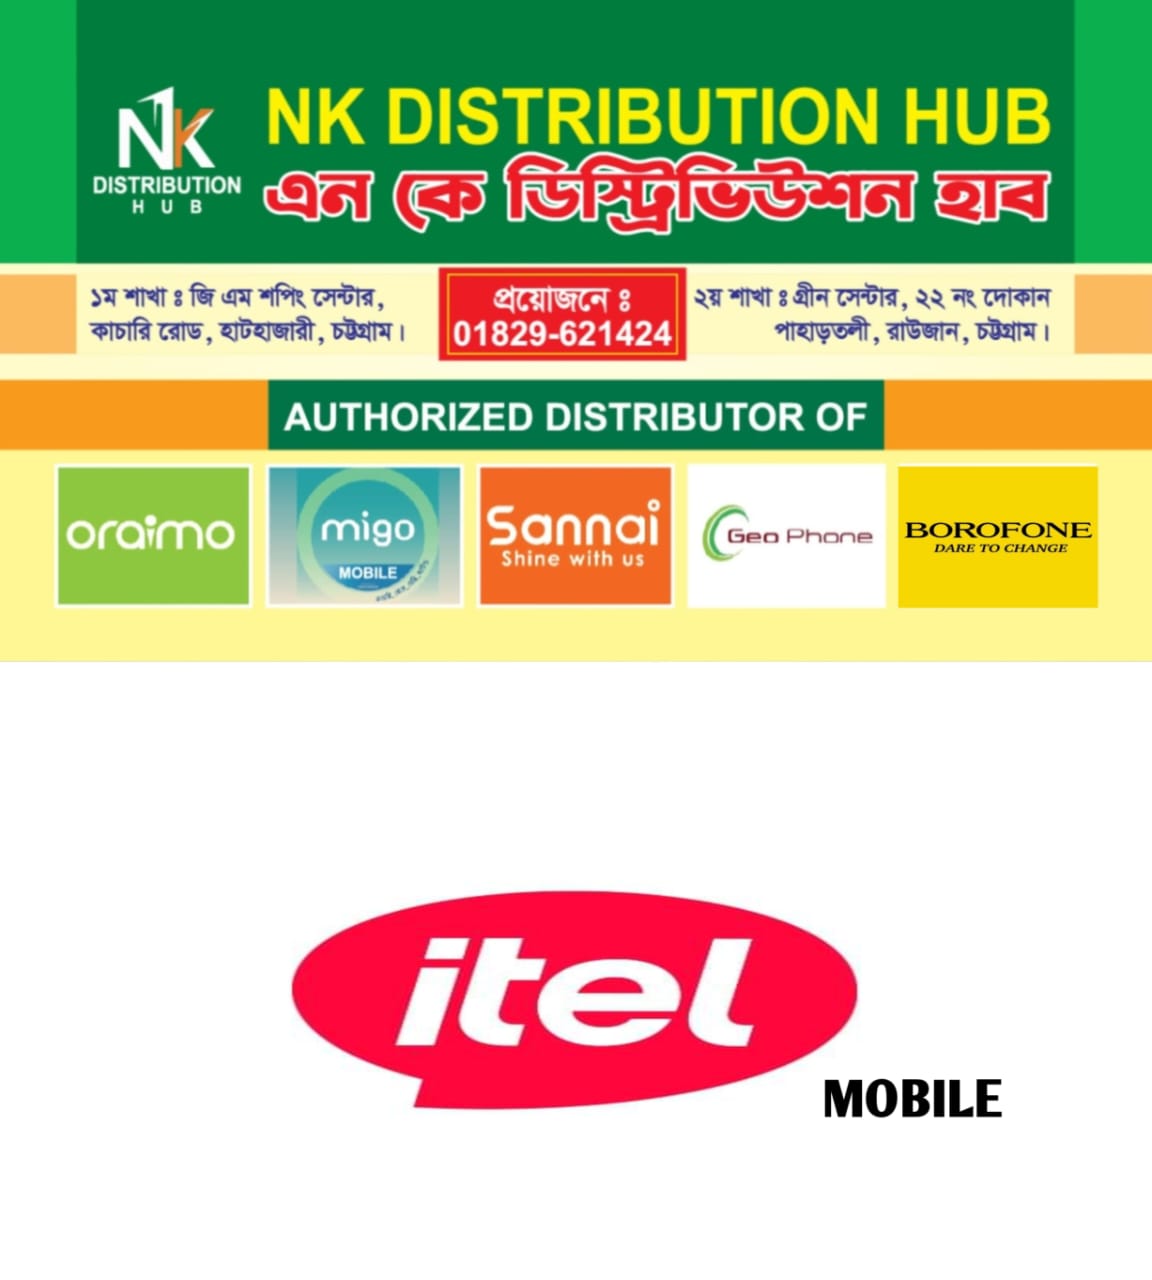 NK
DISTRIBUTION
HUB
NK DISTRIBUTION HUB
এন কে ডিস্ট্রিভিউশন হাব
১ম শাখা ঃ জি এম শপিং সেন্টার,
কাচারি রোড, হাটহাজারী, চট্টগ্রাম।
প্রয়োজনে ঃ
01829-621424
২য় শাখা ঃ গ্রীন সেন্টার, ২২ নং দোকান
পাহাড়তলী, রাউজান, চট্টগ্রাম।
AUTHORIZED DISTRIBUTOR OF
oraimo
migo
MOBILE
Sannai
Shine with us
Geo Phone
BOROFONE
DARE TO CHANGE
itel
MOBILE